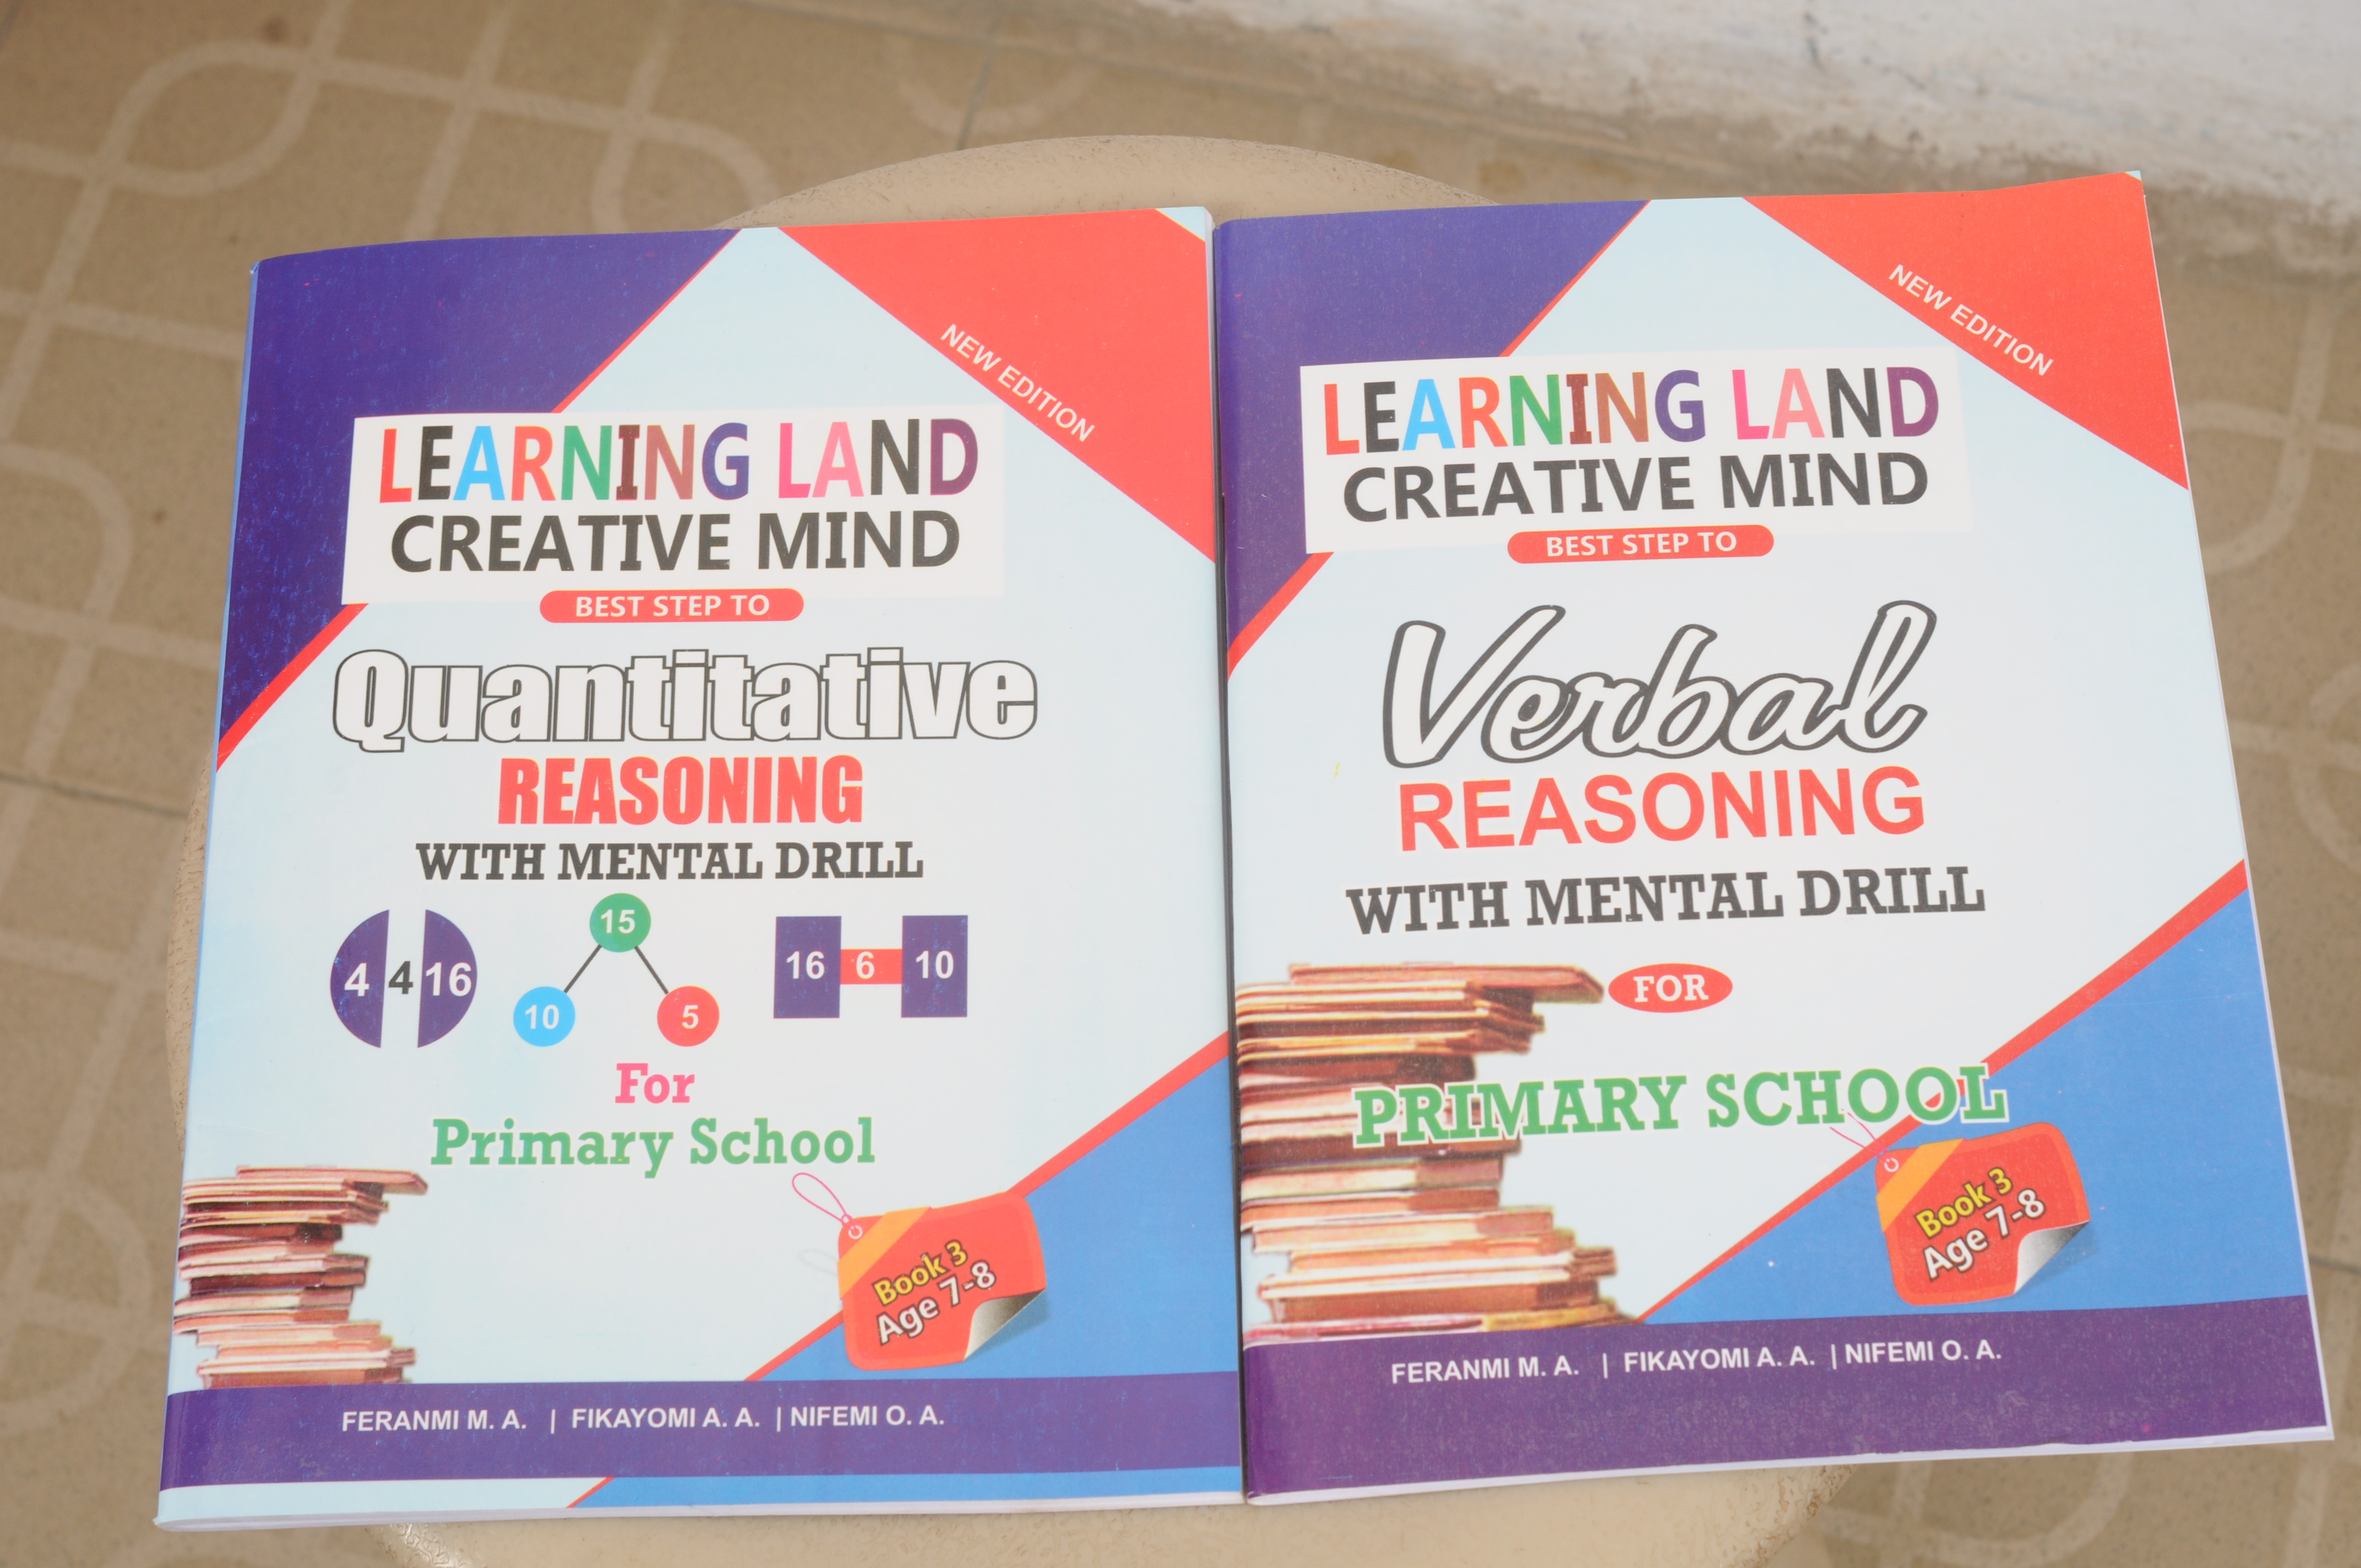 NEW EDITION
LEARNING LAND
CREATIVE MIND
BEST STEP TO
Quantitative
REASONING
WITH MENTAL DRILL
4 4 16
15
10 5
16 6 10
For
Primary School
Book 3
Age 7-8
FERANMI M. A. | FIKAYOMI A. A. | NIFEMI O. A.
NEW EDITION
LEARNING LAND
CREATIVE MIND
BEST STEP TO
Verbal
REASONING
WITH MENTAL DRILL
FOR
PRIMARY SCHOOL
Book 3
Age 7-8
FERANMI M. A. | FIKAYOMI A. A. | NIFEMI O. A.